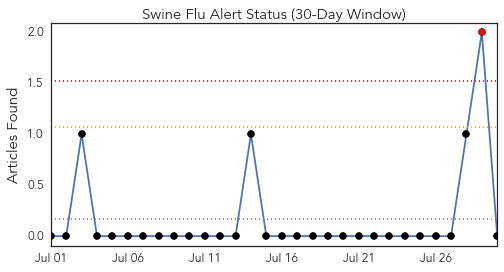 Swine Flu Alert Status (30-Day Window)
Articles Found
2.0
1.5
1.0
0.5
0.0
Jul 01 Jul 06 Jul 11 Jul 16 Jul 21 Jul 26